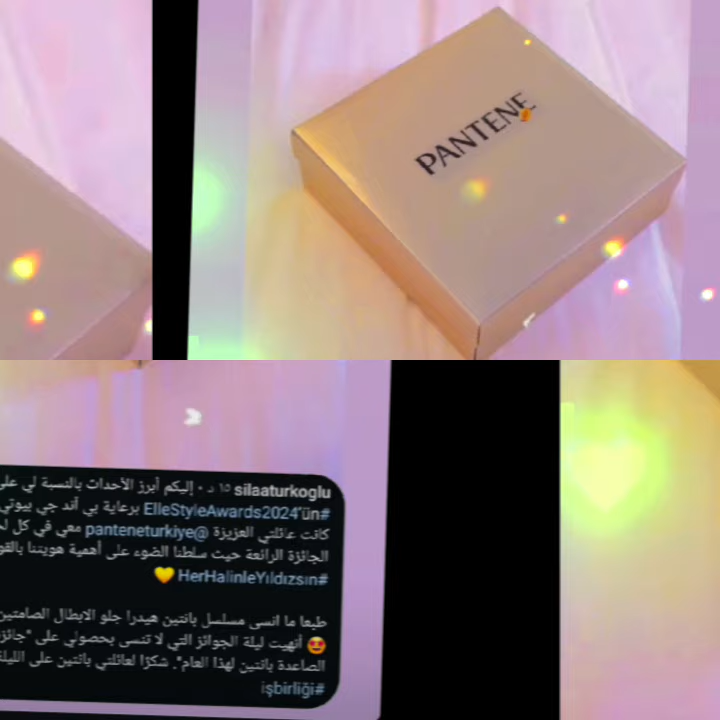 PANTENE
silaaturkoglu ١٥ د • إليكم أبرز الأحداث بالنسبة لي
#ElleStyleAwards2024'ün برعاية بي أند جي بيوتي
كانت عائلتي العزيزة @panteneturkiye معي في كل
الجائزة الرائعة حيث سلطنا الضوء على أهمية هويتنا
#HerHalinleYıldızsın 💛
طبعا ما انسى مسلسل بانتين هيدرا جلو الابطال الصامتين
😍 أنهيت ليلة الجوائز التي لا تنسى بحصولي على "جائزة
الصاعدة بانتين لهذا العام". شكرًا لعائلتي بانتين على الليلة
#işbirliği